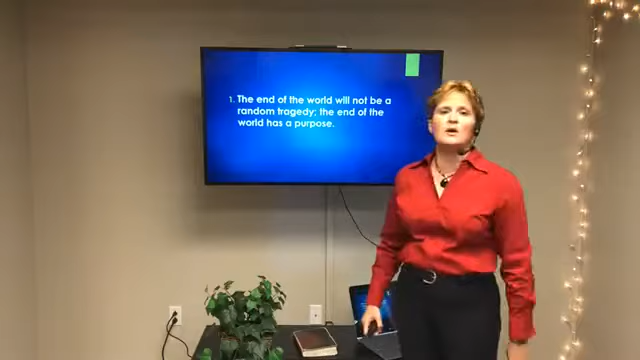 1. The end of the world will not be a
random tragedy; the end of the
world has a purpose.